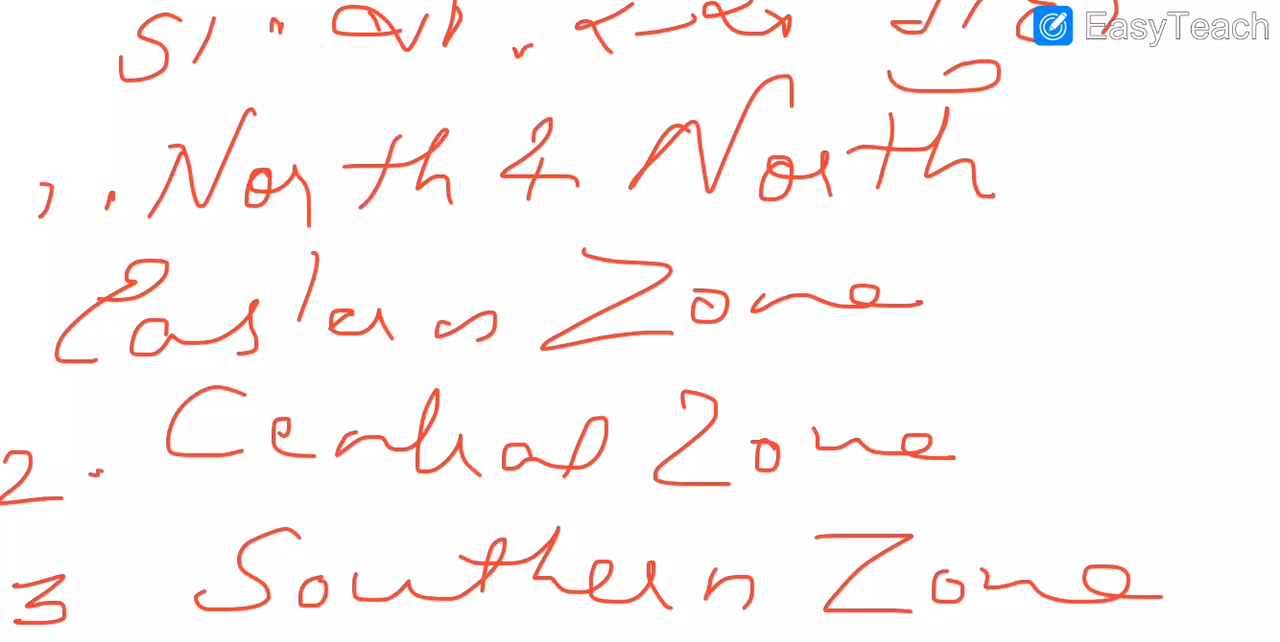 EasyTeach
1. North & North
Eastern Zone
2. Central Zone
3 Southern Zone